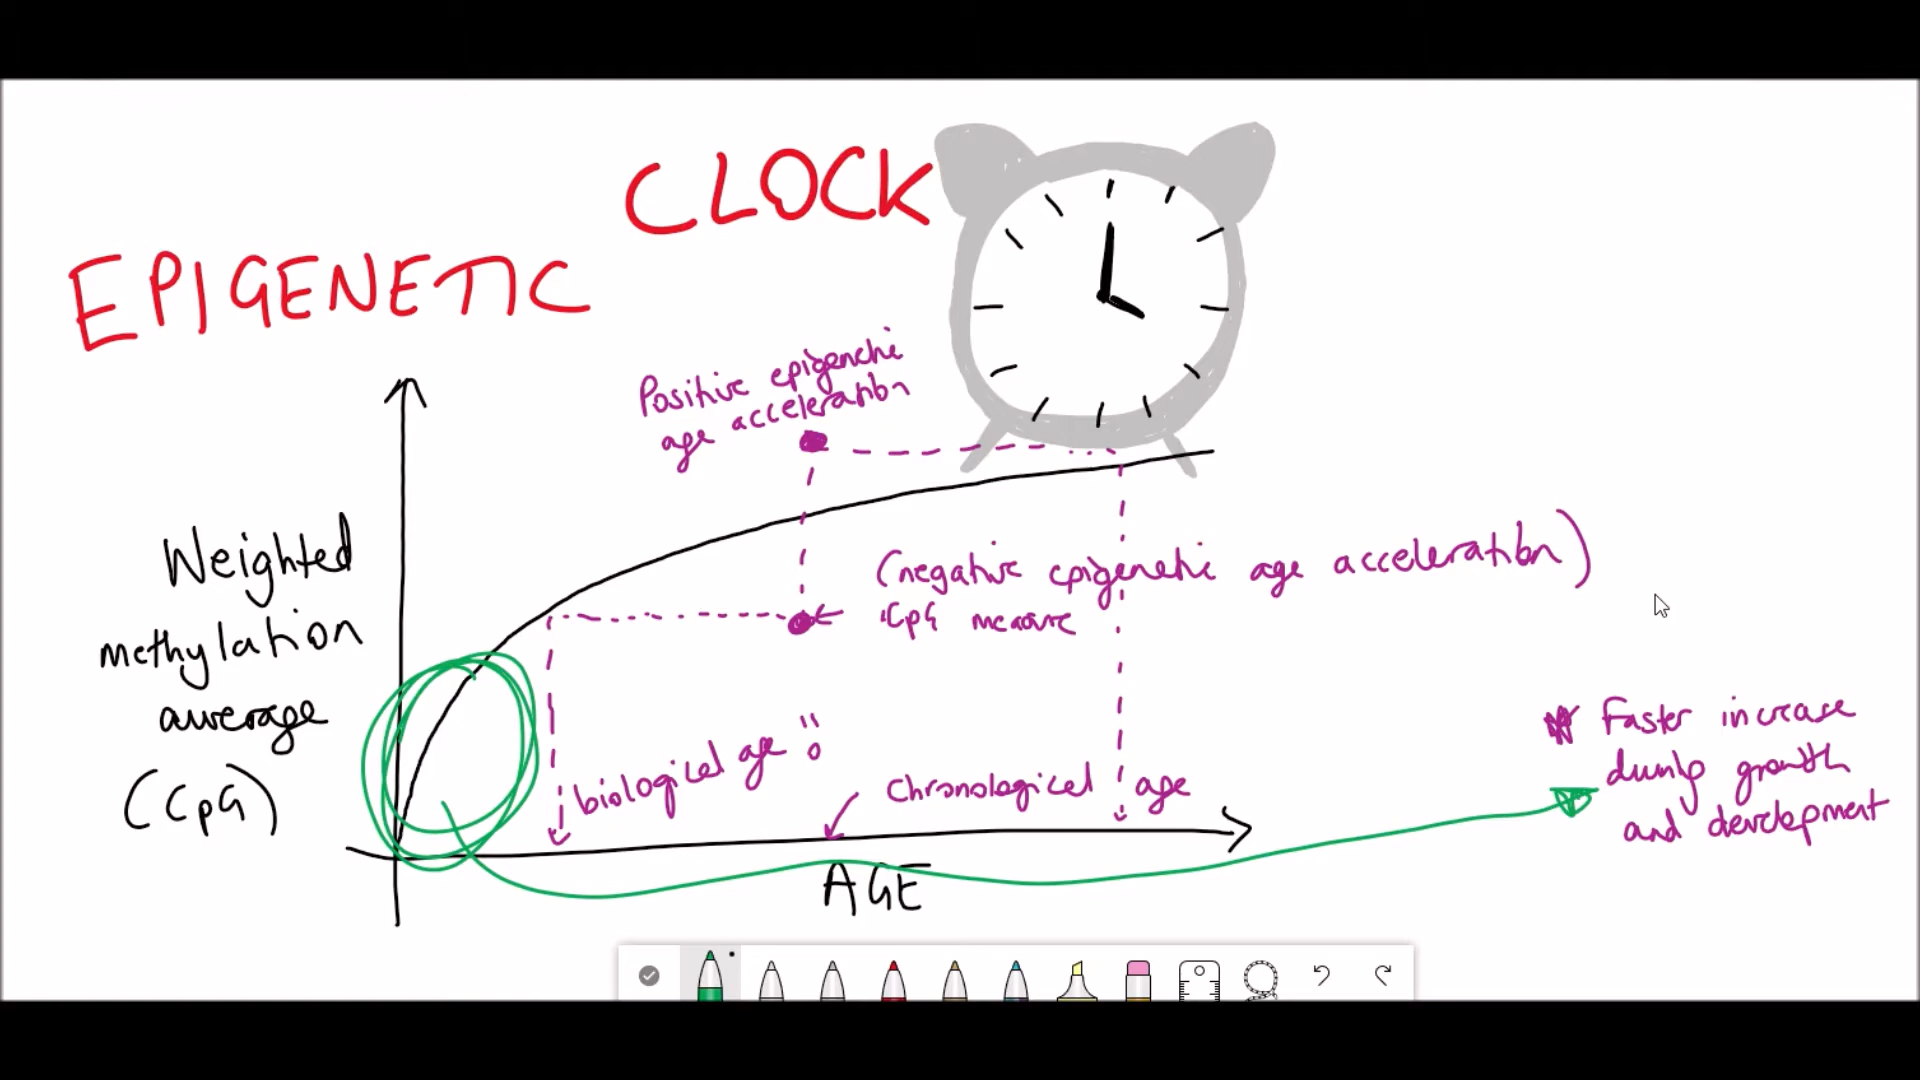 CLOCK
EPIGENETIC
Positive epigenetic
age acceleration
Weighted
methylation
average
(CpG)
(negative epigenetic age acceleration)
CpG measure
biological age
Chronological age
* Faster increase
during growth
and development
AGE